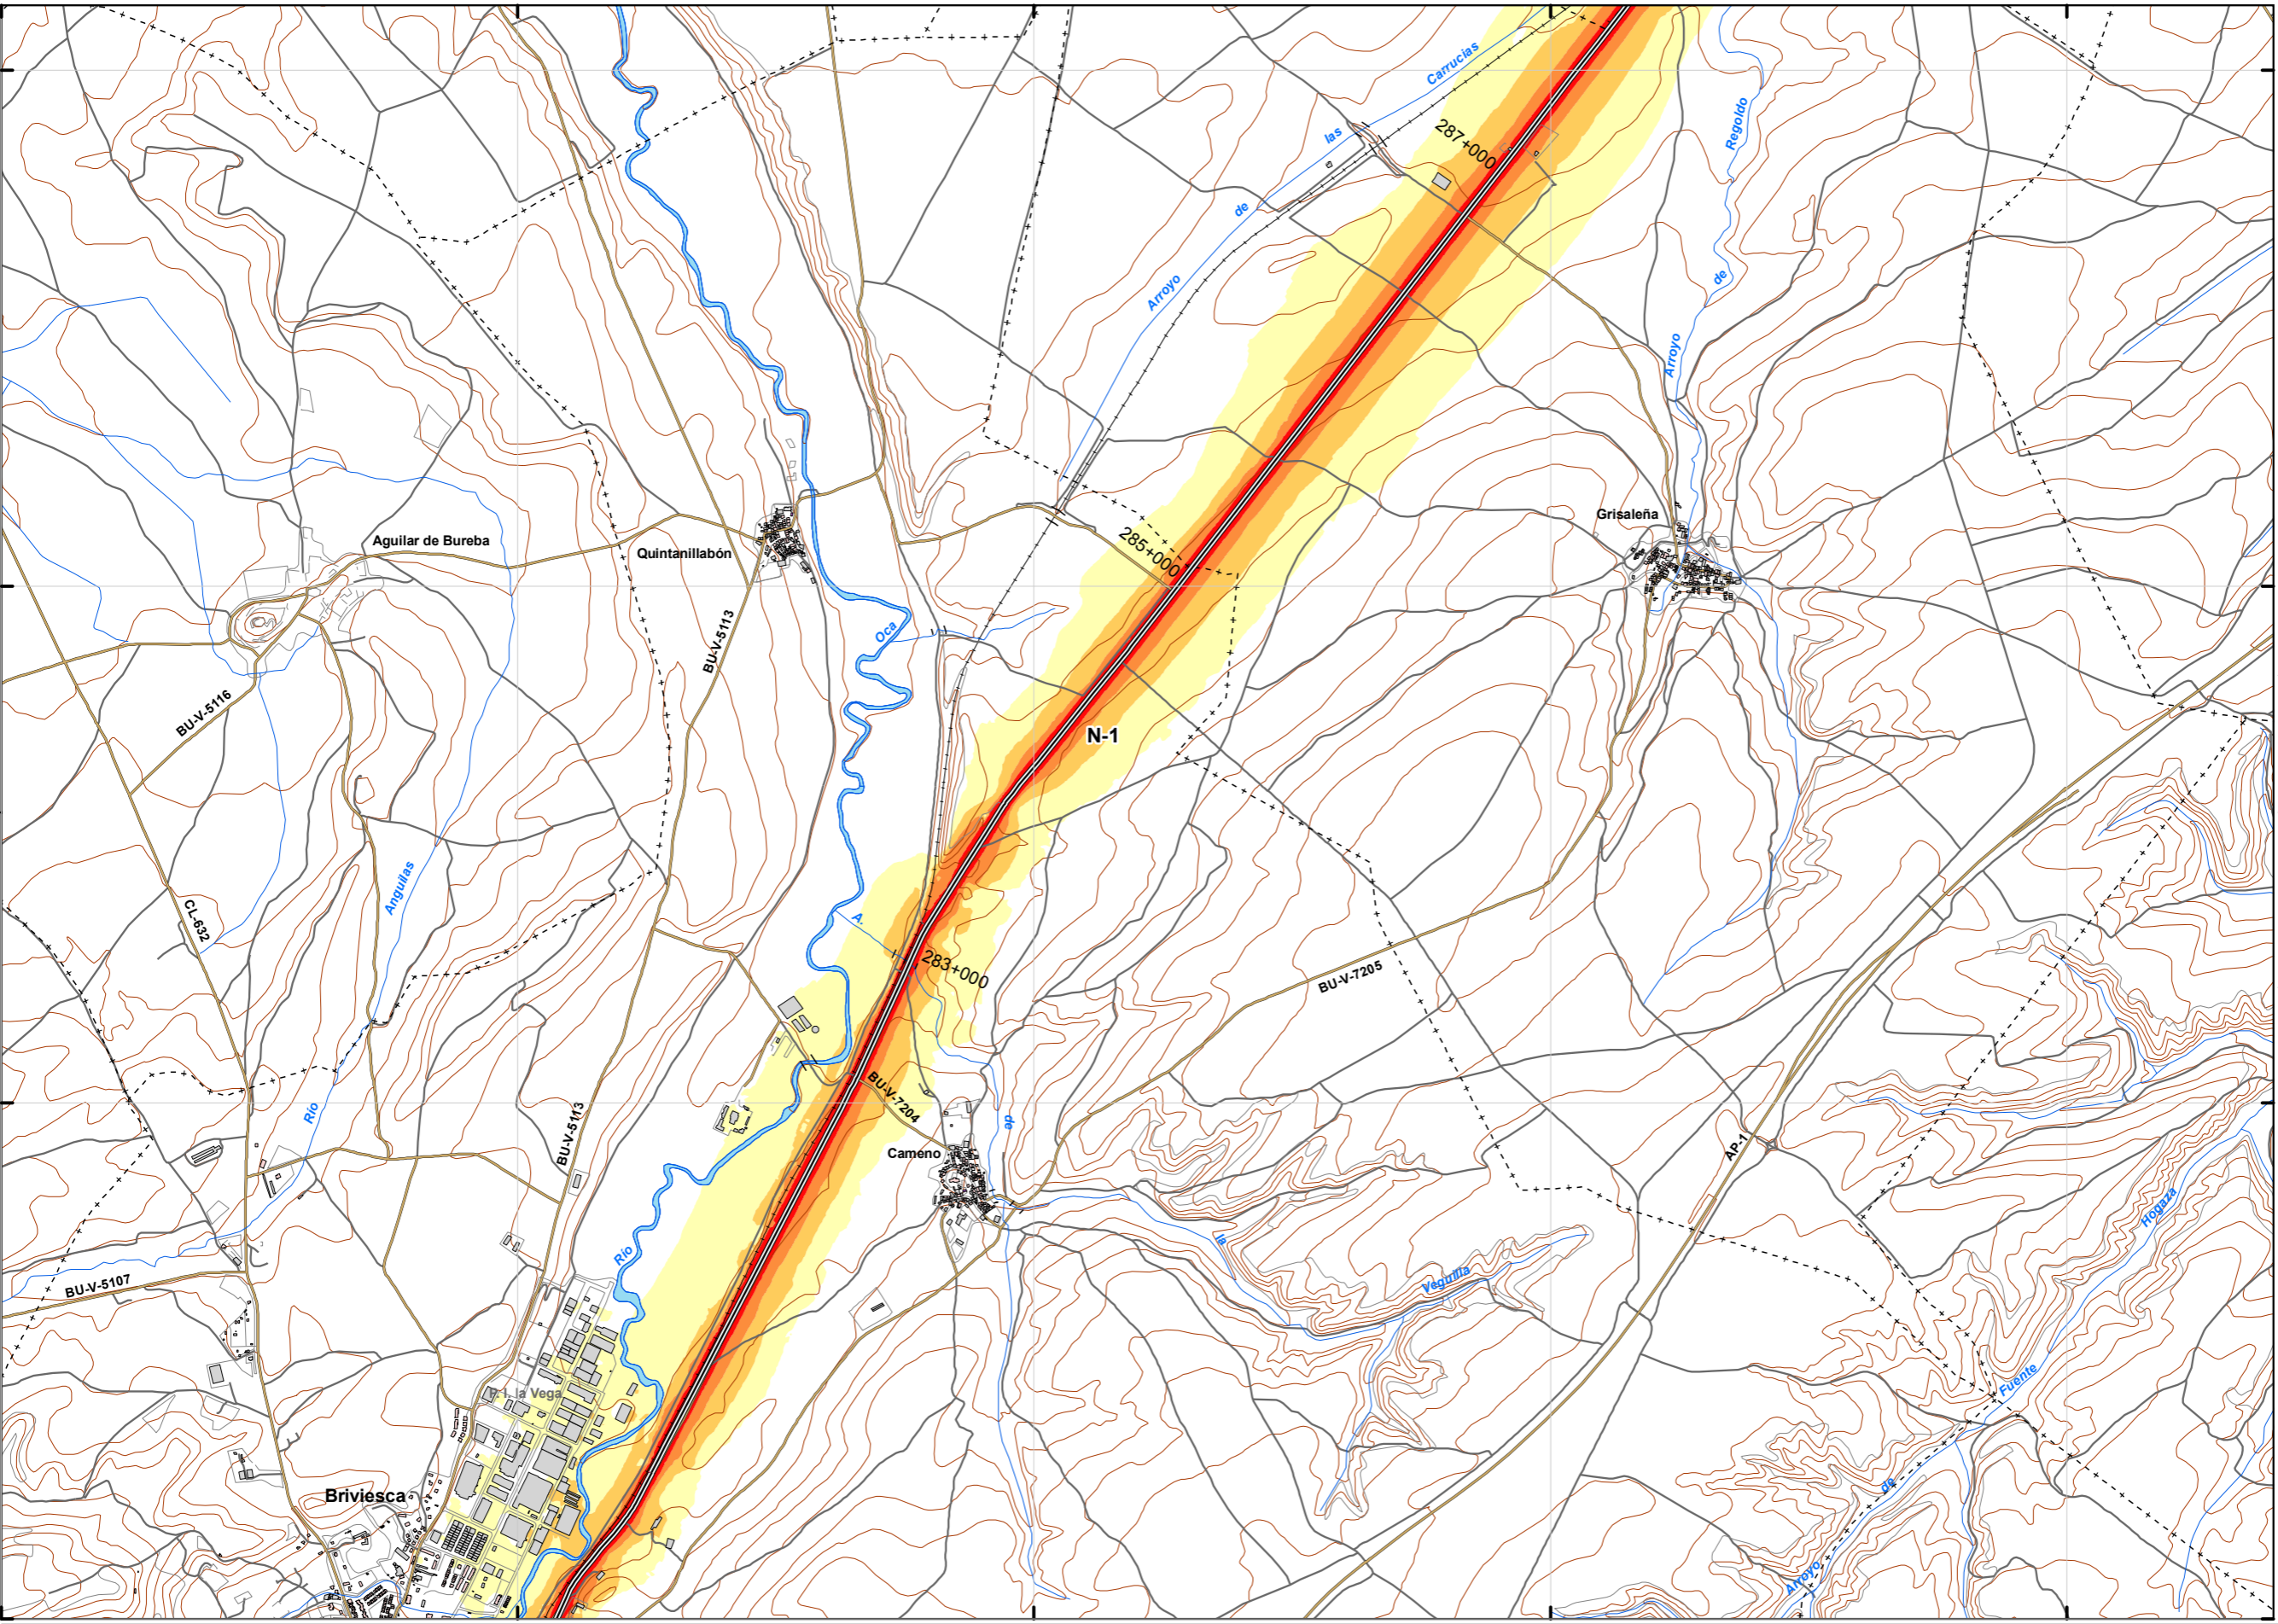 Carrucias
las
de
Arroyo
287+000
Regoldo
de
Arroyo
Grisaleña
Aguilar de Bureba
Quintanillabón
285+000
BU-V-5113
Oca
BU-V-5116
N-1
Anguilas
CL-632
A.
283+000
BU-V-7205
Río
BU-V-5113
BU-V-7204
de
Cameno
AP-1
Hogaza
la
Río
Veguilla
BU-V-5107
Fuente
P. I. la Vega
Briviesca
de
Arroyo